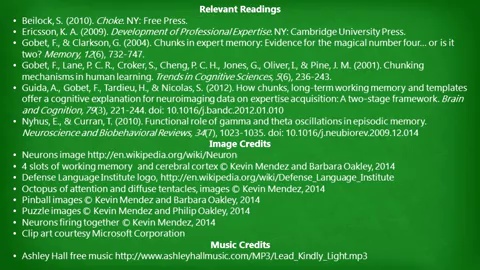 Relevant Readings
• Beilock, S. (2010). Choke. NY: Free Press.
• Ericsson, K. A. (2009). Development of Professional Expertise. NY: Cambridge University Press.
• Gobet, F., & Clarkson, G. (2004). Chunks in expert memory: Evidence for the magical number four... or is it
two? Memory, 12(6), 732-747.
• Gobet, F., Lane, P. C. R., Croker, S., Cheng, P. C. H., Jones, G., Oliver, I., & Pine, J. M. (2001). Chunking
mechanisms in human learning. Trends in Cognitive Sciences, 5(6), 236-243.
• Guida, A., Gobet, F., Tardieu, H., & Nicolas, S. (2012). How chunks, long-term working memory and templates
offer a cognitive explanation for neuroimaging data on expertise acquisition: A two-stage framework. Brain
and Cognition, 79(3), 221-244. doi: 10.1016/j.bandc.2012.01.010
• Nyhus, E., & Curran, T. (2010). Functional role of gamma and theta oscillations in episodic memory.
Neuroscience and Biobehavioral Reviews, 34(7), 1023-1035. doi: 10.1016/j.neubiorev.2009.12.014
Image Credits
• Neurons image http://en.wikipedia.org/wiki/Neuron
• 4 slots of working memory and cerebral cortex © Kevin Mendez and Barbara Oakley, 2014
• Defense Language Institute logo, http://en.wikipedia.org/wiki/Defense_Language_Institute
• Octopus of attention and diffuse tentacles, images © Kevin Mendez, 2014
• Pinball images © Kevin Mendez and Barbara Oakley, 2014
• Puzzle images © Kevin Mendez and Philip Oakley, 2014
• Neurons firing together © Kevin Mendez, 2014
• Clip art courtesy Microsoft Corporation
Music Credits
• Ashley Hall free music http://www.ashleyhallmusic.com/MP3/Lead_Kindly_Light.mp3